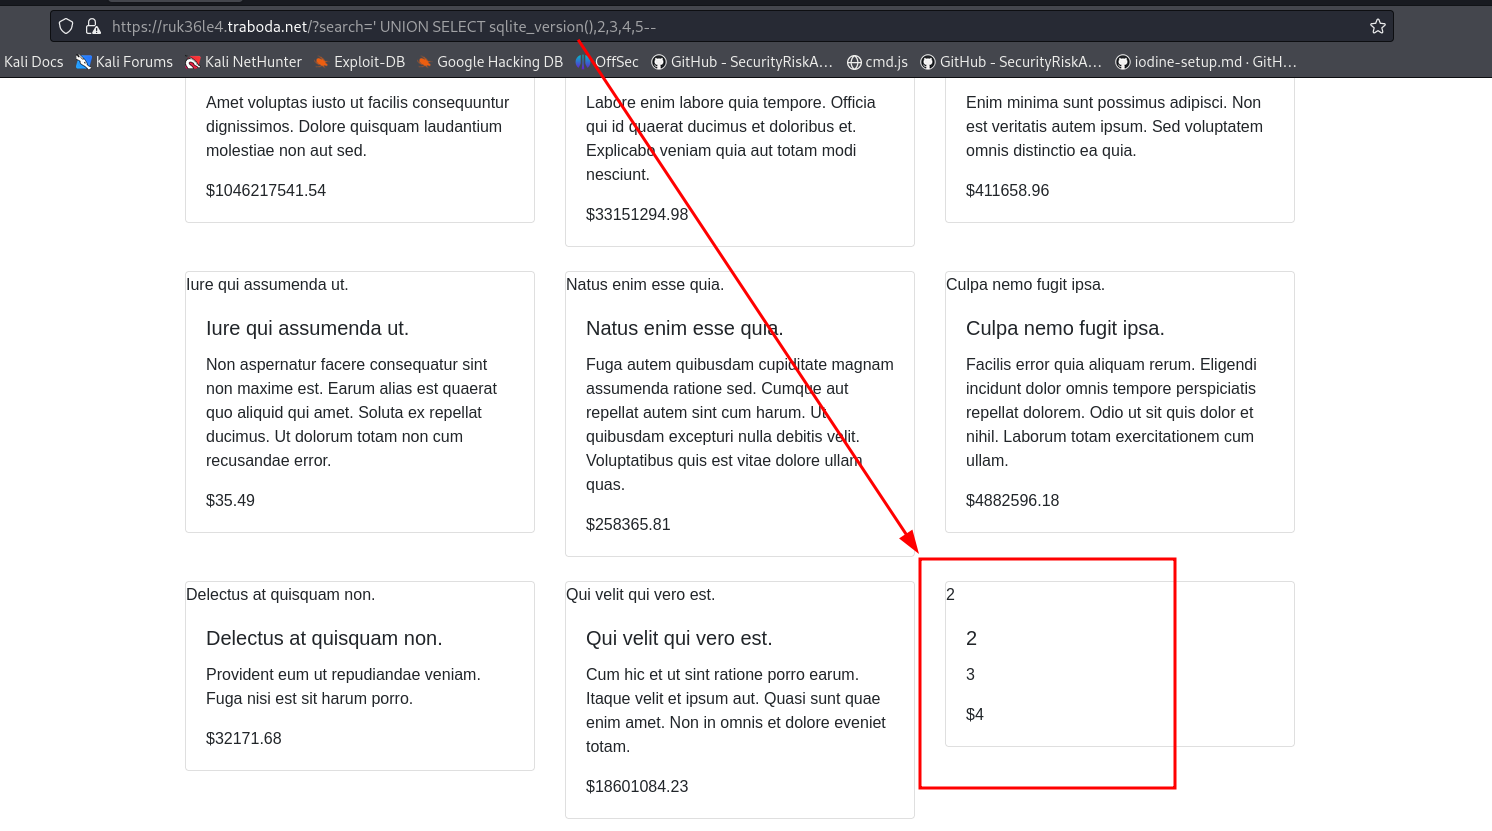 https://ruk36le4.traboda.net/?search=' UNION SELECT sqlite_version(),2,3,4,5--
Kali Docs Kali Forums Kali NetHunter Exploit-DB Google Hacking DB OffSec GitHub - SecurityRiskA... cmd.js GitHub - SecurityRiskA... iodine-setup.md · GitH...
Amet voluptas iusto ut facilis consequuntur
dignissimos. Dolore quisquam laudantium
molestiae non aut sed.
$1046217541.54
Labore enim labore quia tempore. Officia
qui id quaerat ducimus et doloribus et.
Explicabo veniam quia aut totam modi
nesciunt.
$33151294.98
Enim minima sunt possimus adipisci. Non
est veritatis autem ipsum. Sed voluptatem
omnis distinctio ea quia.
$411658.96
Iure qui assumenda ut.
Iure qui assumenda ut.
Non aspernatur facere consequatur sint
non maxime est. Earum alias est quaerat
quo aliquid qui amet. Soluta ex repellat
ducimus. Ut dolorum totam non cum
recusandae error.
$35.49
Natus enim esse quia.
Natus enim esse quia.
Fuga autem quibusdam cupiditate magnam
assumenda ratione sed. Cumque aut
repellat autem sint cum harum. Ut
quibusdam excepturi nulla debitis velit.
Voluptatibus quis est vitae dolore ullam
quas.
$258365.81
Culpa nemo fugit ipsa.
Culpa nemo fugit ipsa.
Facilis error quia aliquam rerum. Eligendi
incidunt dolor omnis tempore perspiciatis
repellat dolorem. Odio ut sit quis dolor et
nihil. Laborum totam exercitationem cum
ullam.
$4882596.18
Delectus at quisquam non.
Delectus at quisquam non.
Provident eum ut repudiandae veniam.
Fuga nisi est sit harum porro.
$32171.68
Qui velit qui vero est.
Qui velit qui vero est.
Cum hic et ut sint ratione porro earum.
Itaque velit et ipsum aut. Quasi sunt quae
enim amet. Non in omnis et dolore eveniet
totam.
$18601084.23
2
2
3
$4